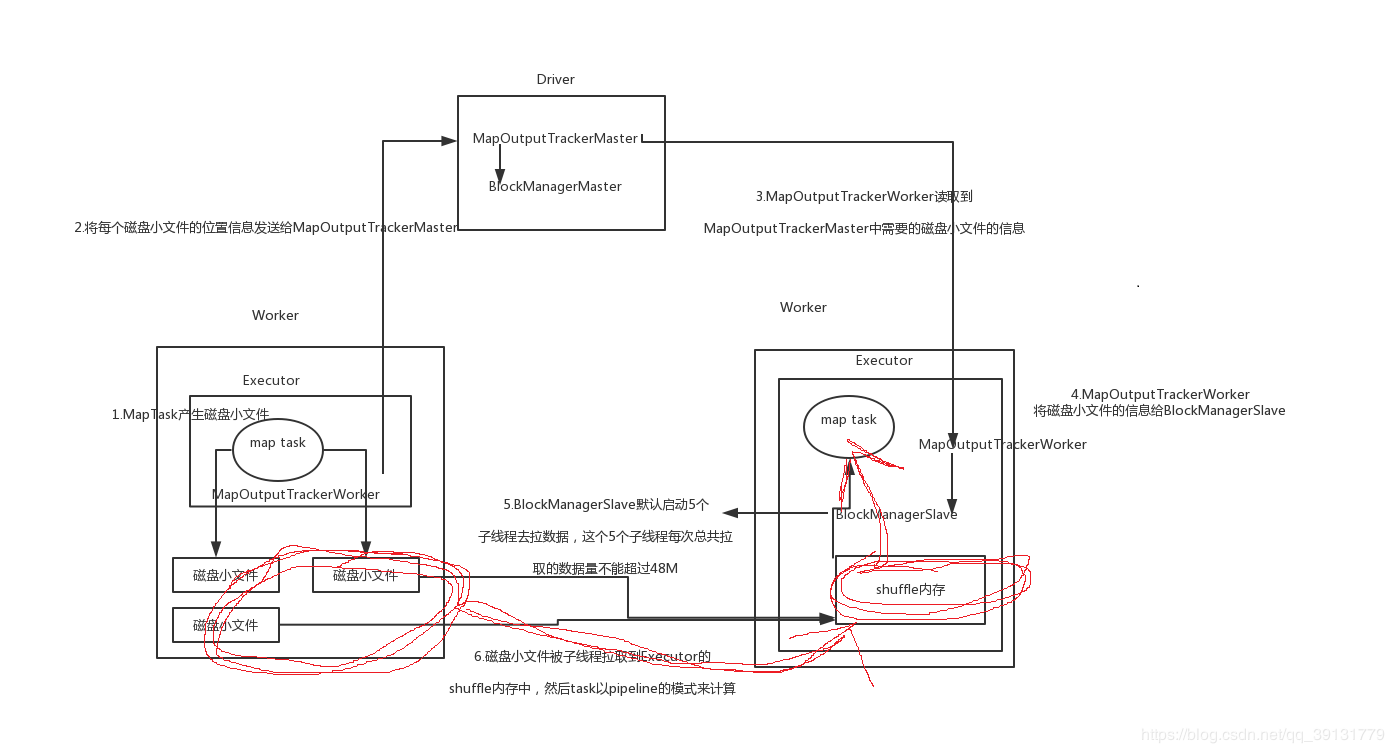 Driver
MapOutputTrackerMaster
BlockManagerMaster
2.将每个磁盘小文件的位置信息发送给MapOutputTrackerMaster
3.MapOutputTrackerWorker读取到
MapOutputTrackerMaster中需要的磁盘小文件的信息
Worker
Executor
1.MapTask产生磁盘小文件
map task
MapOutputTrackerWorker
磁盘小文件
磁盘小文件
磁盘小文件
Worker
Executor
map task
MapOutputTrackerWorker
BlockManagerSlave
shuffle内存
4.MapOutputTrackerWorker
将磁盘小文件的信息给BlockManagerSlave
5.BlockManagerSlave默认启动5个
子线程去拉数据，这个5个子线程每次总共拉
取的数据量不能超过48M
6.磁盘小文件被子线程拉取到Executor的
shuffle内存中，然后task以pipeline的模式来计算
https://blog.csdn.net/qq_39131779